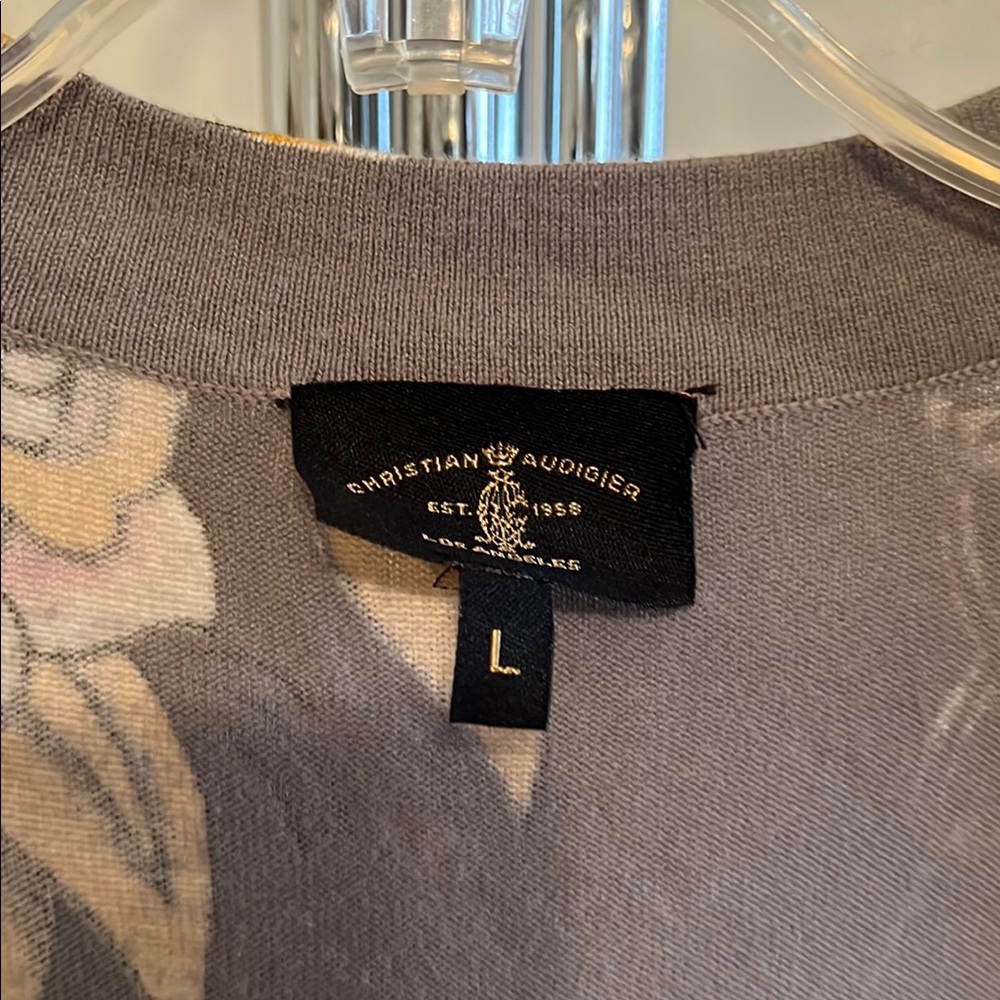 CHRISTIAN AUDIGIER
EST. 1958
LOS ANGELES
L